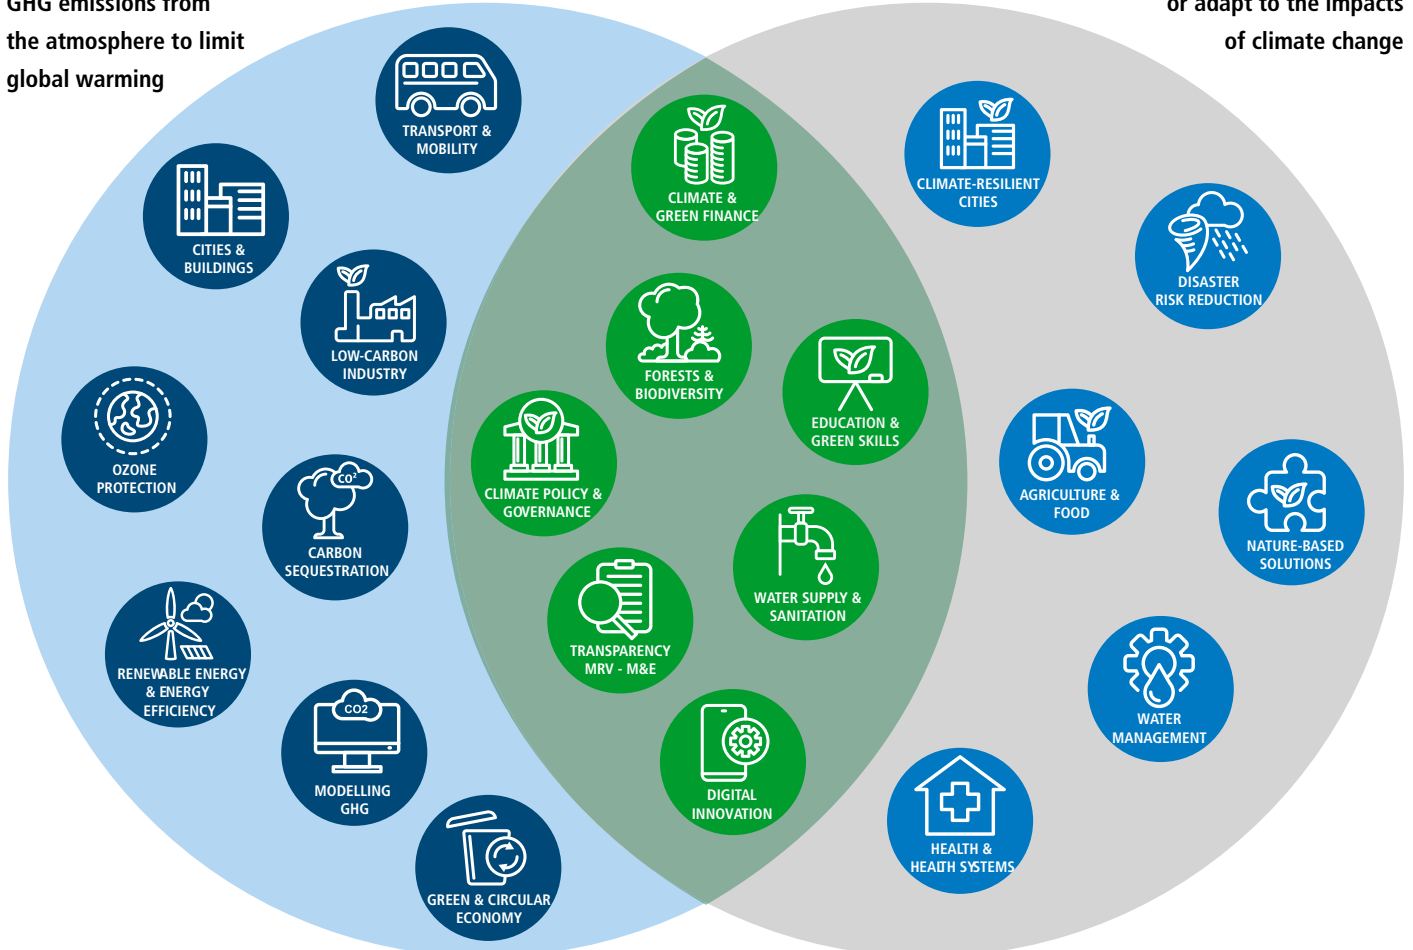 GHG emissions from
the atmosphere to limit
global warming
or adapt to the impacts
of climate change
TRANSPORT &
MOBILITY
CLIMATE &
GREEN FINANCE
CLIMATE-RESILIENT
CITIES
CITIES &
BUILDINGS
DISASTER
RISK REDUCTION
LOW-CARBON
INDUSTRY
FORESTS &
BIODIVERSITY
EDUCATION &
GREEN SKILLS
OZONE
PROTECTION
CLIMATE POLICY &
GOVERNANCE
AGRICULTURE &
FOOD
CO²
CARBON
SEQUESTRATION
NATURE-BASED
SOLUTIONS
WATER SUPPLY &
SANITATION
RENEWABLE ENERGY
& ENERGY
EFFICIENCY
TRANSPARENCY
MRV - M&E
WATER
MANAGEMENT
CO2
MODELLING
GHG
DIGITAL
INNOVATION
HEALTH &
HEALTH SYSTEMS
GREEN & CIRCULAR
ECONOMY